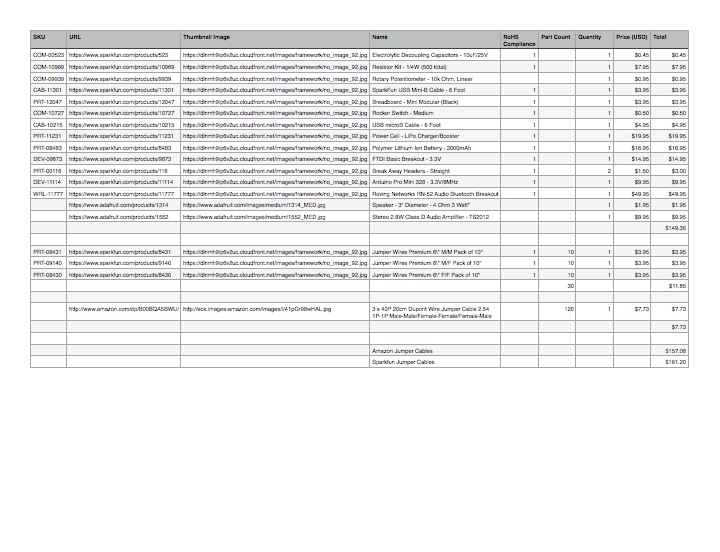 SKU URL Thumbnail Image Name RoHS Compliance Part Count Quantity Price (USD) Total
COM-00523 https://www.sparkfun.com/products/523 https://dlnmh9ip6v2uc.cloudfront.net/images/framework/no_image_92.jpg Electrolytic Decoupling Capacitors - 10uF/25V 1 1 $0.45 $0.45
COM-10969 https://www.sparkfun.com/products/10969 https://dlnmh9ip6v2uc.cloudfront.net/images/framework/no_image_92.jpg Resistor Kit - 1/4W (500 total) 1 1 $7.95 $7.95
COM-09939 https://www.sparkfun.com/products/9939 https://dlnmh9ip6v2uc.cloudfront.net/images/framework/no_image_92.jpg Rotary Potentiometer - 10k Ohm, Linear 1 $0.95 $0.95
CAB-11301 https://www.sparkfun.com/products/11301 https://dlnmh9ip6v2uc.cloudfront.net/images/framework/no_image_92.jpg SparkFun USB Mini-B Cable - 6 Foot 1 1 $3.95 $3.95
PRT-12047 https://www.sparkfun.com/products/12047 https://dlnmh9ip6v2uc.cloudfront.net/images/framework/no_image_92.jpg Breadboard - Mini Modular (Black) 1 1 $3.95 $3.95
COM-10727 https://www.sparkfun.com/products/10727 https://dlnmh9ip6v2uc.cloudfront.net/images/framework/no_image_92.jpg Rocker Switch - Medium 1 1 $0.50 $0.50
CAB-10215 https://www.sparkfun.com/products/10215 https://dlnmh9ip6v2uc.cloudfront.net/images/framework/no_image_92.jpg USB microB Cable - 6 Foot 1 1 $4.95 $4.95
PRT-11231 https://www.sparkfun.com/products/11231 https://dlnmh9ip6v2uc.cloudfront.net/images/framework/no_image_92.jpg Power Cell - LiPo Charger/Booster 1 1 $19.95 $19.95
PRT-08483 https://www.sparkfun.com/products/8483 https://dlnmh9ip6v2uc.cloudfront.net/images/framework/no_image_92.jpg Polymer Lithium Ion Battery - 2000mAh 1 1 $16.95 $16.95
DEV-09873 https://www.sparkfun.com/products/9873 https://dlnmh9ip6v2uc.cloudfront.net/images/framework/no_image_92.jpg FTDI Basic Breakout - 3.3V 1 1 $14.95 $14.95
PRT-00116 https://www.sparkfun.com/products/116 https://dlnmh9ip6v2uc.cloudfront.net/images/framework/no_image_92.jpg Break Away Headers - Straight 1 2 $1.50 $3.00
DEV-11114 https://www.sparkfun.com/products/11114 https://dlnmh9ip6v2uc.cloudfront.net/images/framework/no_image_92.jpg Arduino Pro Mini 328 - 3.3V/8MHz 1 1 $9.95 $9.95
WRL-11777 https://www.sparkfun.com/products/11777 https://dlnmh9ip6v2uc.cloudfront.net/images/framework/no_image_92.jpg Roving Networks RN-52 Audio Bluetooth Breakout 1 1 $49.95 $49.95
https://www.adafruit.com/products/1314 https://www.adafruit.com/images/medium/1314_MED.jpg Speaker - 3" Diameter - 4 Ohm 3 Watt" 1 $1.95 $1.95
https://www.adafruit.com/products/1552 https://www.adafruit.com/images/medium/1552_MED.jpg Stereo 2.8W Class D Audio Amplifier - TS2012 1 $9.95 $9.95
$149.35
PRT-08431 https://www.sparkfun.com/products/8431 https://dlnmh9ip6v2uc.cloudfront.net/images/framework/no_image_92.jpg Jumper Wires Premium 6\" M/M Pack of 10" 1 10 1 $3.95 $3.95
PRT-09140 https://www.sparkfun.com/products/9140 https://dlnmh9ip6v2uc.cloudfront.net/images/framework/no_image_92.jpg Jumper Wires Premium 6\" M/F Pack of 10" 1 10 1 $3.95 $3.95
PRT-08430 https://www.sparkfun.com/products/8430 https://dlnmh9ip6v2uc.cloudfront.net/images/framework/no_image_92.jpg Jumper Wires Premium 6\" F/F Pack of 10" 1 10 1 $3.95 $3.95
30 $11.85
http://www.amazon.com/dp/B00BQA5BWU/ http://ecx.images-amazon.com/images/I/41pGr98wHAL.jpg 3 x 40P 20cm Dupont Wire Jumper Cable 2.54 120 1 $7.73 $7.73
1P-1P Male-Male/Female-Female/Female-Male
$7.73
Amazon Jumper Cables $157.08
Sparkfun Jumper Cables $161.20